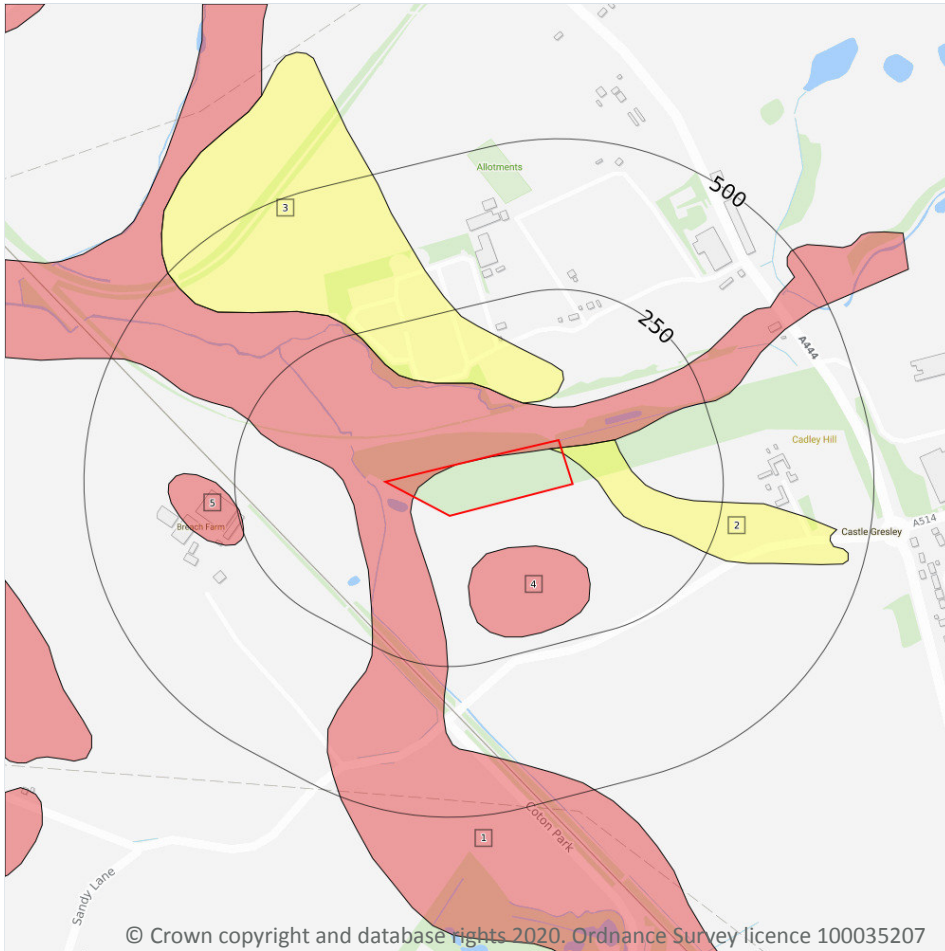 Allotments
500
3
250
A444
Cadley Hill
5
Breach Farm
2
A514
Castle Gresley
4
1
Coton Park
Sandy Lane
© Crown copyright and database rights 2020. Ordnance Survey licence 100035207